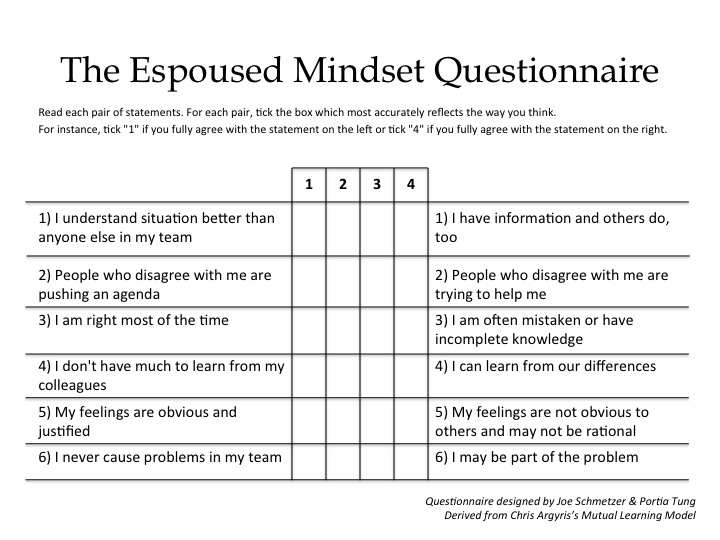 The Espoused Mindset Questionnaire
Read each pair of statements. For each pair, tick the box which most accurately reflects the way you think.
For instance, tick "1" if you fully agree with the statement on the left or tick "4" if you fully agree with the statement on the right.
1 2 3 4
1) I understand situation better than
anyone else in my team
1) I have information and others do,
too
2) People who disagree with me are
pushing an agenda
2) People who disagree with me are
trying to help me
3) I am right most of the time
3) I am often mistaken or have
incomplete knowledge
4) I don't have much to learn from my
colleagues
4) I can learn from our differences
5) My feelings are obvious and
justified
5) My feelings are not obvious to
others and may not be rational
6) I never cause problems in my team
6) I may be part of the problem
Questionnaire designed by Joe Schmetzer & Portia Tung
Derived from Chris Argyris’s Mutual Learning Model